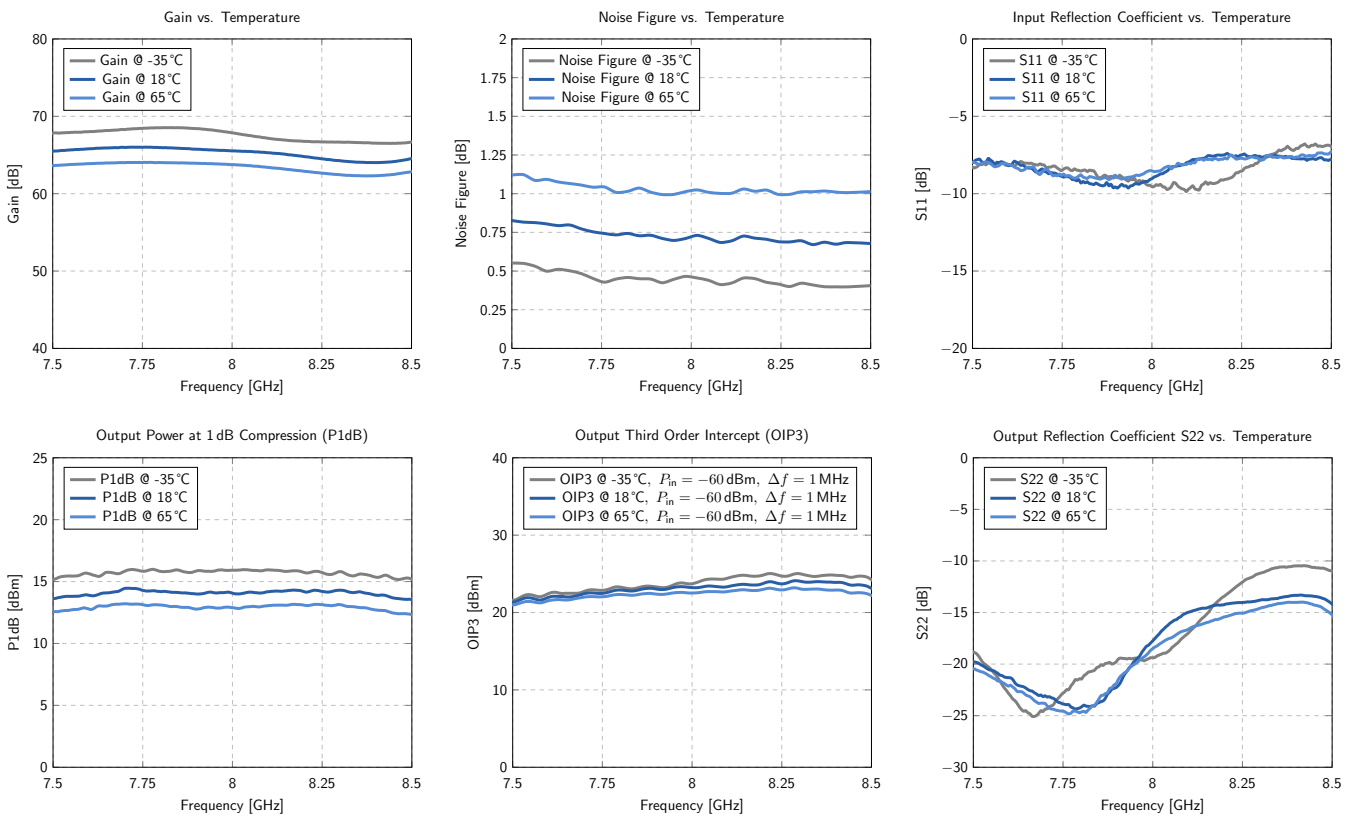 Gain vs. Temperature
80
70
60
50
40
Gain [dB]
Gain @ -35°C
Gain @ 18°C
Gain @ 65°C
7.5 7.75 8 8.25 8.5
Frequency [GHz]
Noise Figure vs. Temperature
2
1.75
1.5
1.25
1
0.75
0.5
0.25
0
Noise Figure [dB]
Noise Figure @ -35°C
Noise Figure @ 18°C
Noise Figure @ 65°C
7.5 7.75 8 8.25 8.5
Frequency [GHz]
Input Reflection Coefficient vs. Temperature
0
−5
−10
−15
−20
S11 [dB]
S11 @ -35°C
S11 @ 18°C
S11 @ 65°C
7.5 7.75 8 8.25 8.5
Frequency [GHz]
Output Power at 1 dB Compression (P1dB)
25
20
15
10
5
0
P1dB [dBm]
P1dB @ -35°C
P1dB @ 18°C
P1dB @ 65°C
7.5 7.75 8 8.25 8.5
Frequency [GHz]
Output Third Order Intercept (OIP3)
40
30
20
10
0
OIP3 [dBm]
OIP3 @ -35°C, Pin = −60 dBm, Δf = 1 MHz
OIP3 @ 18°C, Pin = −60 dBm, Δf = 1 MHz
OIP3 @ 65°C, Pin = −60 dBm, Δf = 1 MHz
7.5 7.75 8 8.25 8.5
Frequency [GHz]
Output Reflection Coefficient S22 vs. Temperature
0
−5
−10
−15
−20
−25
−30
S22 [dB]
S22 @ -35°C
S22 @ 18°C
S22 @ 65°C
7.5 7.75 8 8.25 8.5
Frequency [GHz]